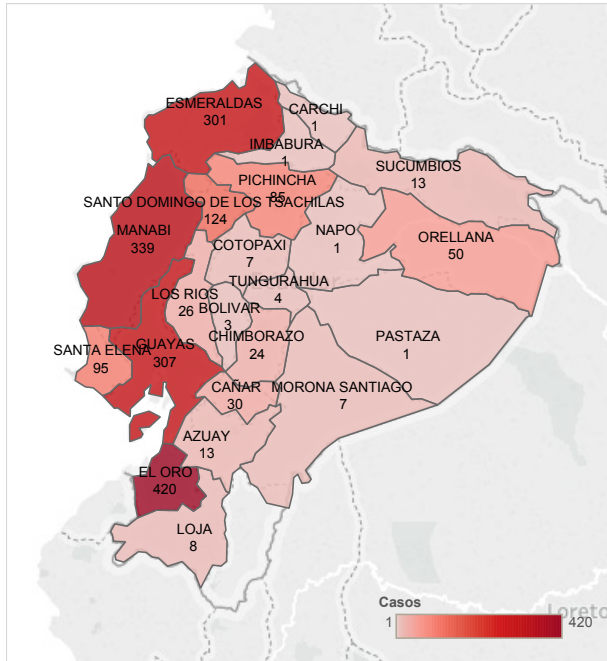 ESMERALDAS
301
CARCHI
1
IMBABURA
1
SUCUMBIOS
13
PICHINCHA
85
SANTO DOMINGO DE LOS TSACHILAS
124
MANABI
339
COTOPAXI
7
NAPO
1
ORELLANA
50
TUNGURAHUA
4
LOS RIOS
26
BOLIVAR
3
CHIMBORAZO
24
PASTAZA
1
SANTA ELENA
95
GUAYAS
307
CAÑAR
30
MORONA SANTIAGO
7
AZUAY
13
EL ORO
420
LOJA
8
Casos
1 420
Loreto